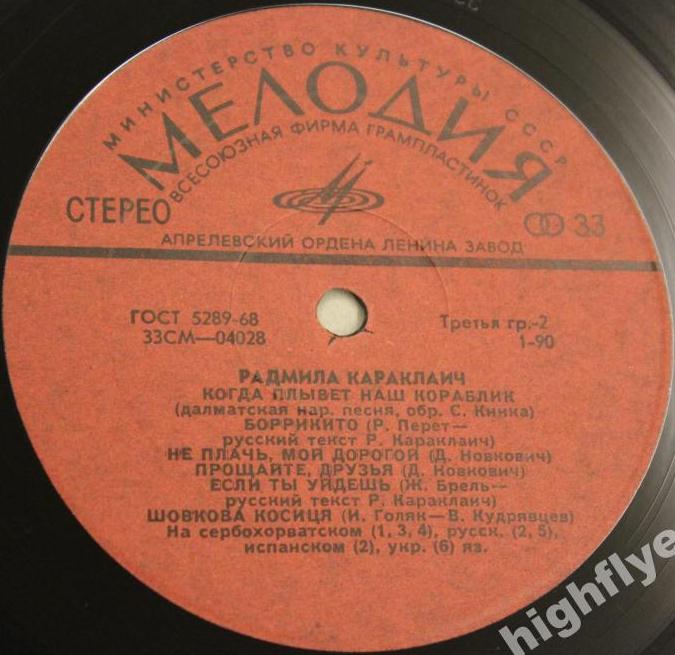 МИНИСТЕРСТВО КУЛЬТУРЫ СССР
МЕЛОДИЯ
ВСЕСОЮЗНАЯ ФИРМА ГРАМПЛАСТИНОК
СТЕРЕО
33
АПРЕЛЕВСКИЙ ОРДЕНА ЛЕНИНА ЗАВОД
ГОСТ 5289-68
Третья гр.-2
33СМ—04028
1-90
РАДМИЛА КАРАКЛАИЧ
КОГДА ПЛЫВЕТ НАШ КОРАБЛИК
(далматская нар. песня, обр. С. Кинка)
БОРРИКИТО (Р. Перет—
русский текст Р. Караклаич)
НЕ ПЛАЧЬ, МОЙ ДОРОГОЙ (Д. Новкович)
ПРОЩАЙТЕ, ДРУЗЬЯ (Д. Новкович)
ЕСЛИ ТЫ УЙДЕШЬ (Ж. Брель—
русский текст Р. Караклаич)
ШОВКОВА КОСИЦЯ (И. Голяк—В. Кудрявцев)
На сербохорватском (1, 3, 4), русск. (2, 5),
испанском (2), укр. (6) яз.
highflye